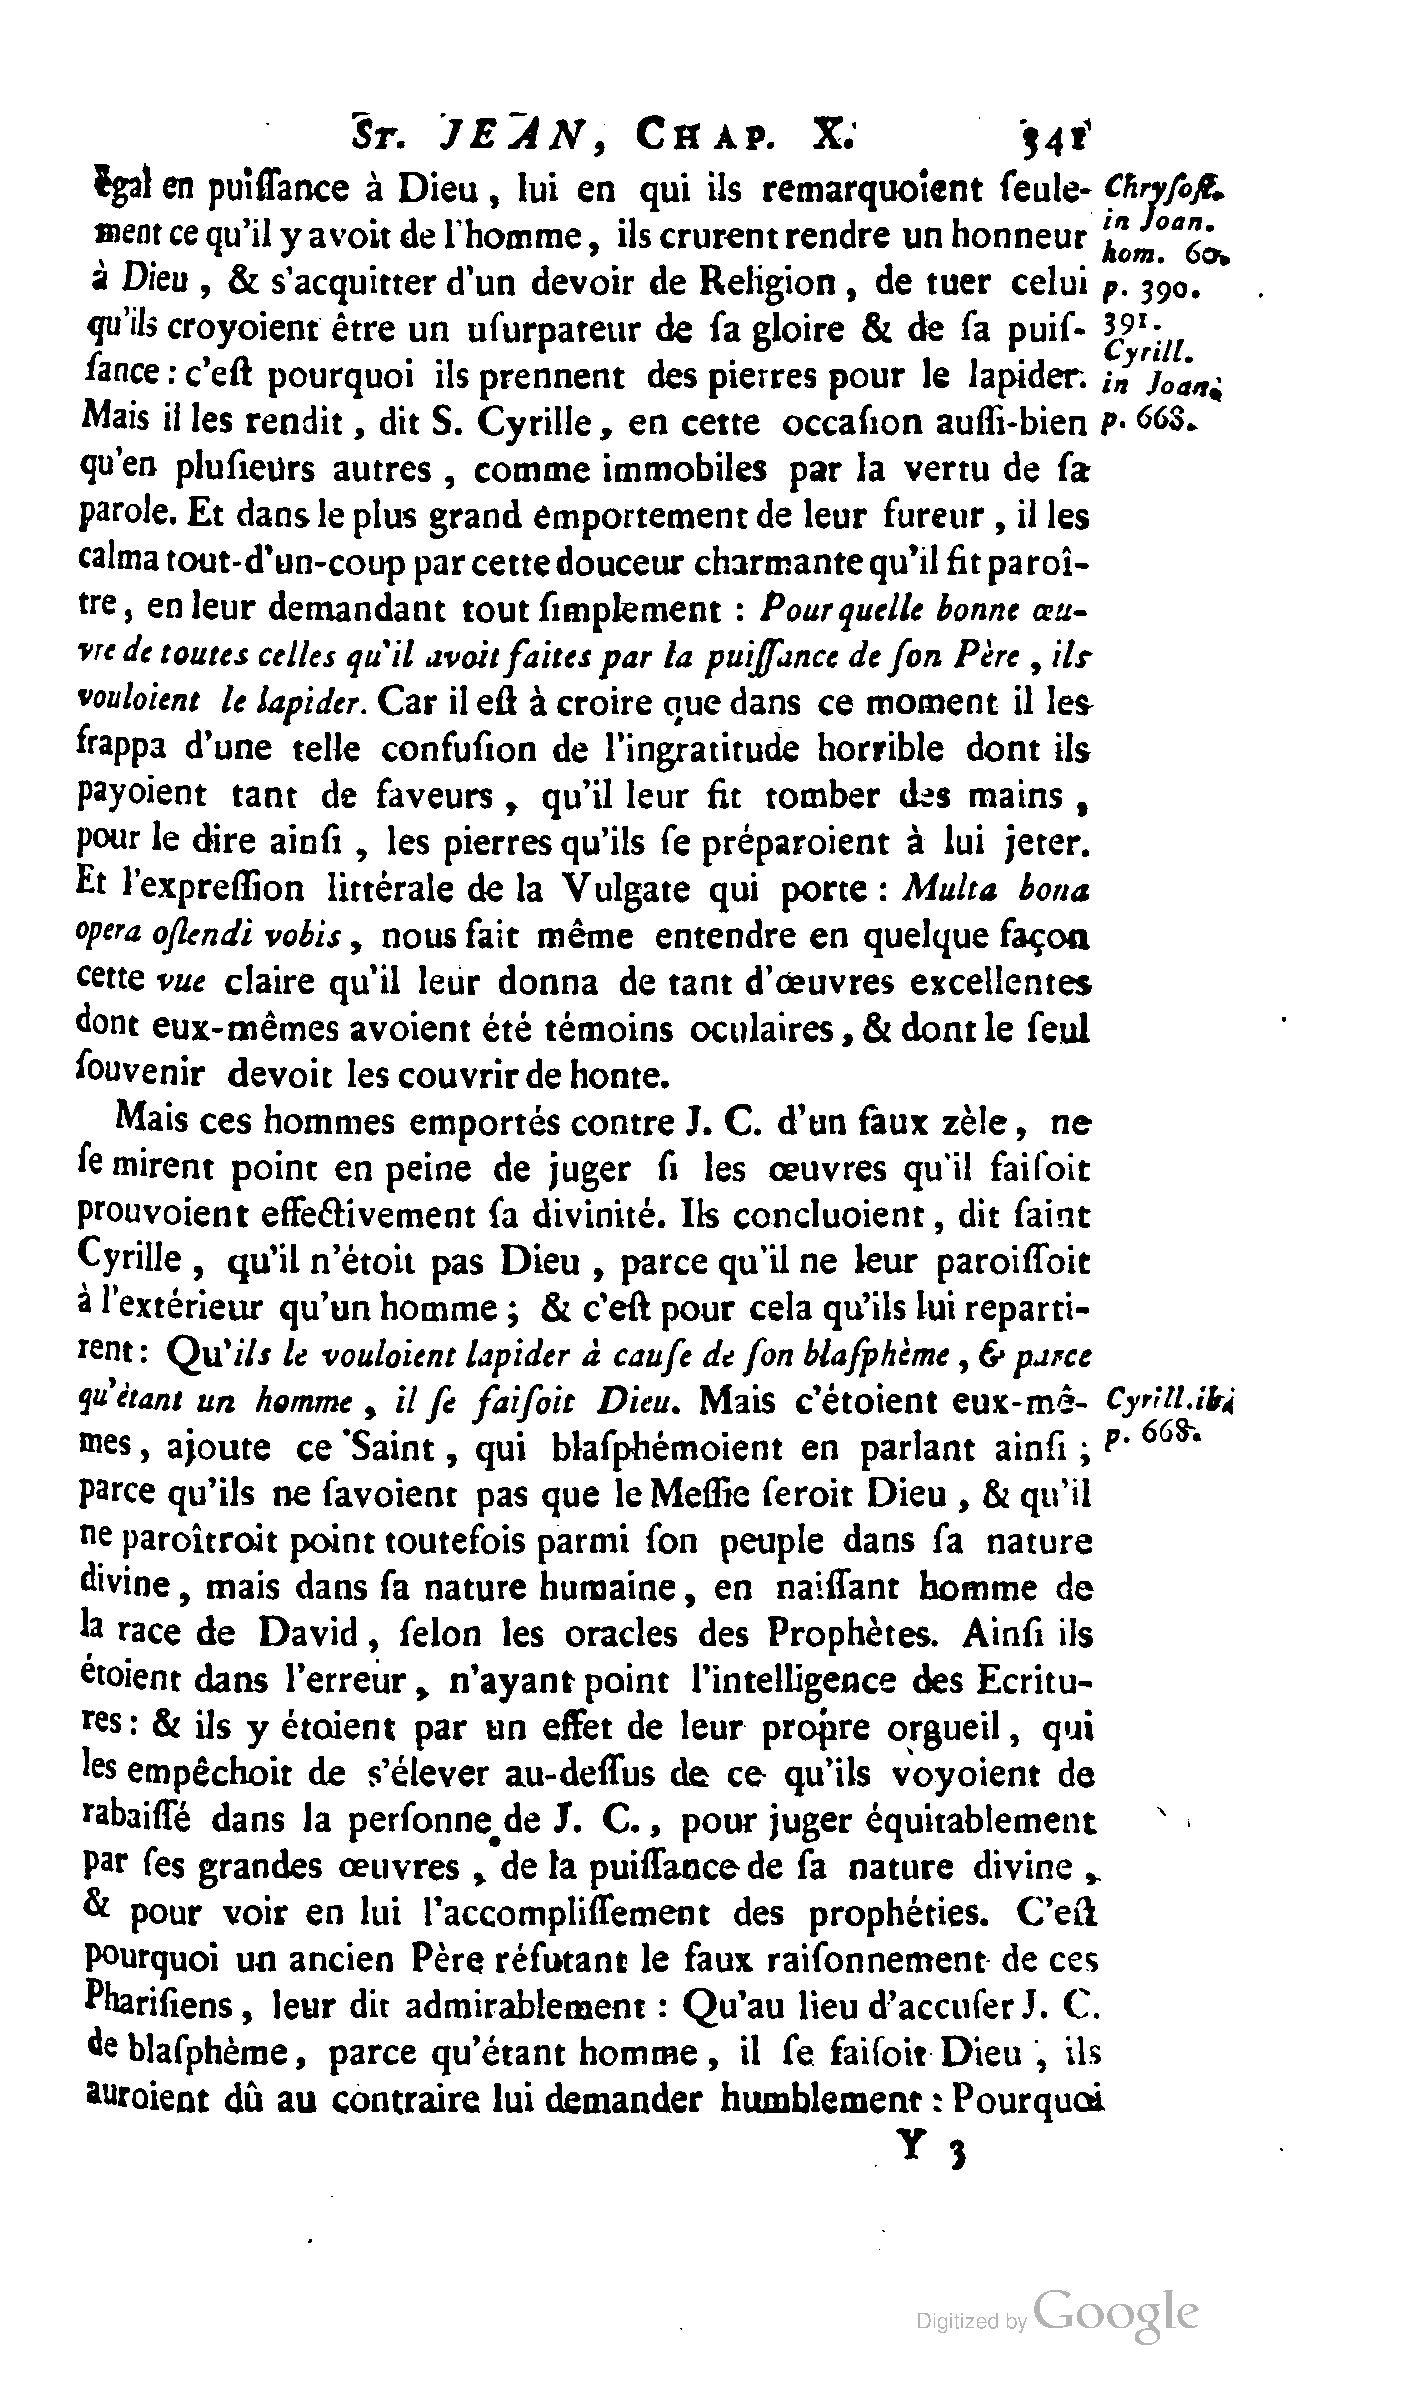 St. JEAN, Chap. X. 341
égal en puiſſance à Dieu, lui en qui ils remarquoient ſeule-
ment ce qu'il y avoit de l'homme, ils crurent rendre un honneur
à Dieu, & s'acquitter d'un devoir de Religion, de tuer celui
qu'ils croyoient être un uſurpateur de ſa gloire & de ſa puiſ-
ſance : c'eſt pourquoi ils prennent des pierres pour le lapider.
Mais il les rendit, dit S. Cyrille, en cette occaſion auſſi-bien
qu'en pluſieurs autres, comme immobiles par la vertu de ſa
parole. Et dans le plus grand emportement de leur fureur, il les
calma tout-d'un-coup par cette douceur charmante qu'il fit paroî-
tre, en leur demandant tout ſimplement : Pour quelle bonne œu-
vre de toutes celles qu'il avoit faites par la puiſſance de ſon Père, ils
vouloient le lapider. Car il eſt à croire que dans ce moment il les
frappa d'une telle confuſion de l'ingratitude horrible dont ils
payoient tant de faveurs, qu'il leur fit tomber des mains,
pour le dire ainſi, les pierres qu'ils ſe préparoient à lui jeter.
Et l'expreſſion littérale de la Vulgate qui porte : Multa bona
opera oſtendi vobis, nous fait même entendre en quelque façon
cette vue claire qu'il leur donna de tant d'œuvres excellentes
dont eux-mêmes avoient été témoins oculaires, & dont le ſeul
ſouvenir devoit les couvrir de honte.
Mais ces hommes emportés contre J. C. d'un faux zèle, ne
ſe mirent point en peine de juger ſi les œuvres qu'il faiſoit
prouvoient effectivement ſa divinité. Ils concluoient, dit ſaint
Cyrille, qu'il n'étoit pas Dieu, parce qu'il ne leur paroiſſoit
à l'extérieur qu'un homme ; & c'eſt pour cela qu'ils lui reparti-
rent : Qu'ils le vouloient lapider à cauſe de ſon blaſphème, & parce
qu'étant un homme, il ſe faiſoit Dieu. Mais c'étoient eux-mê-
mes, ajoute ce Saint, qui blaſphémoient en parlant ainſi ;
parce qu'ils ne ſavoient pas que le Meſſie ſeroit Dieu, & qu'il
ne paroîtroit point toutefois parmi ſon peuple dans ſa nature
divine, mais dans ſa nature humaine, en naiſſant homme de
la race de David, ſelon les oracles des Prophètes. Ainſi ils
étoient dans l'erreur, n'ayant point l'intelligence des Ecritu-
res : & ils y étoient par un effet de leur propre orgueil, qui
les empêchoit de s'élever au-deſſus de ce qu'ils voyoient de
rabaiſſé dans la perſonne de J. C., pour juger équitablement
par ſes grandes œuvres, de la puiſſance de ſa nature divine,
& pour voir en lui l'accompliſſement des prophéties. C'eſt
pourquoi un ancien Père réfutant le faux raiſonnement de ces
Phariſiens, leur dit admirablement : Qu'au lieu d'accuſer J. C.
de blaſphème, parce qu'étant homme, il ſe faiſoit Dieu ; ils
auroient dû au contraire lui demander humblement : Pourquoi
Y 3
Chryſoſt.
in Joan.
hom. 60.
p. 390.
391.
Cyrill.
in Joan.
p. 668.
Cyrill. ibi
p. 668.
Digitized by Google